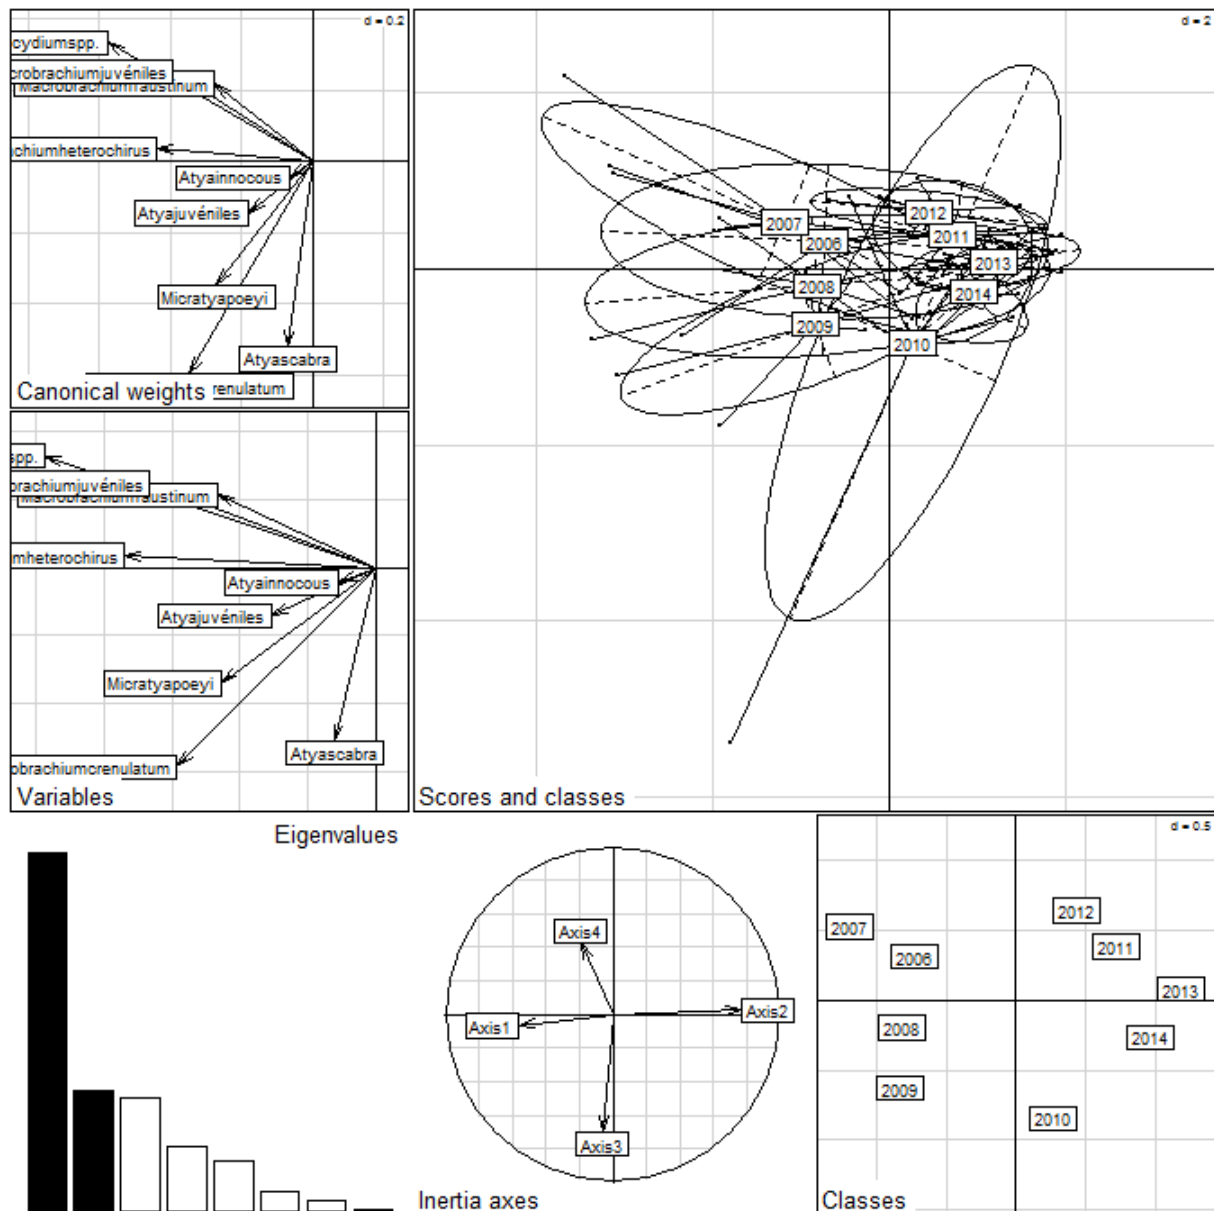 d = 0.2
cydiumspp.
crobrachiumjuvéniles
Macrobrachiumfaustinum
chiumheterochirus
Atyainnocous
Atyajuvéniles
Micratyapoeyi
Atyascabra
renulatum
Canonical weights
d = 2
2012
2007
2011
2006
2013
2008
2014
2009
2010
Scores and classes
spp.
brachiumjuvéniles
Macrobrachiumfaustinum
mheterochirus
Atyainnocous
Atyajuvéniles
Micratyapoeyi
Atyascabra
obrachiumcrenulatum
Variables
Eigenvalues
Axis4
Axis2
Axis1
Axis3
Inertia axes
d = 0.5
2012
2007
2011
2006
2013
2008
2014
2009
2010
Classes